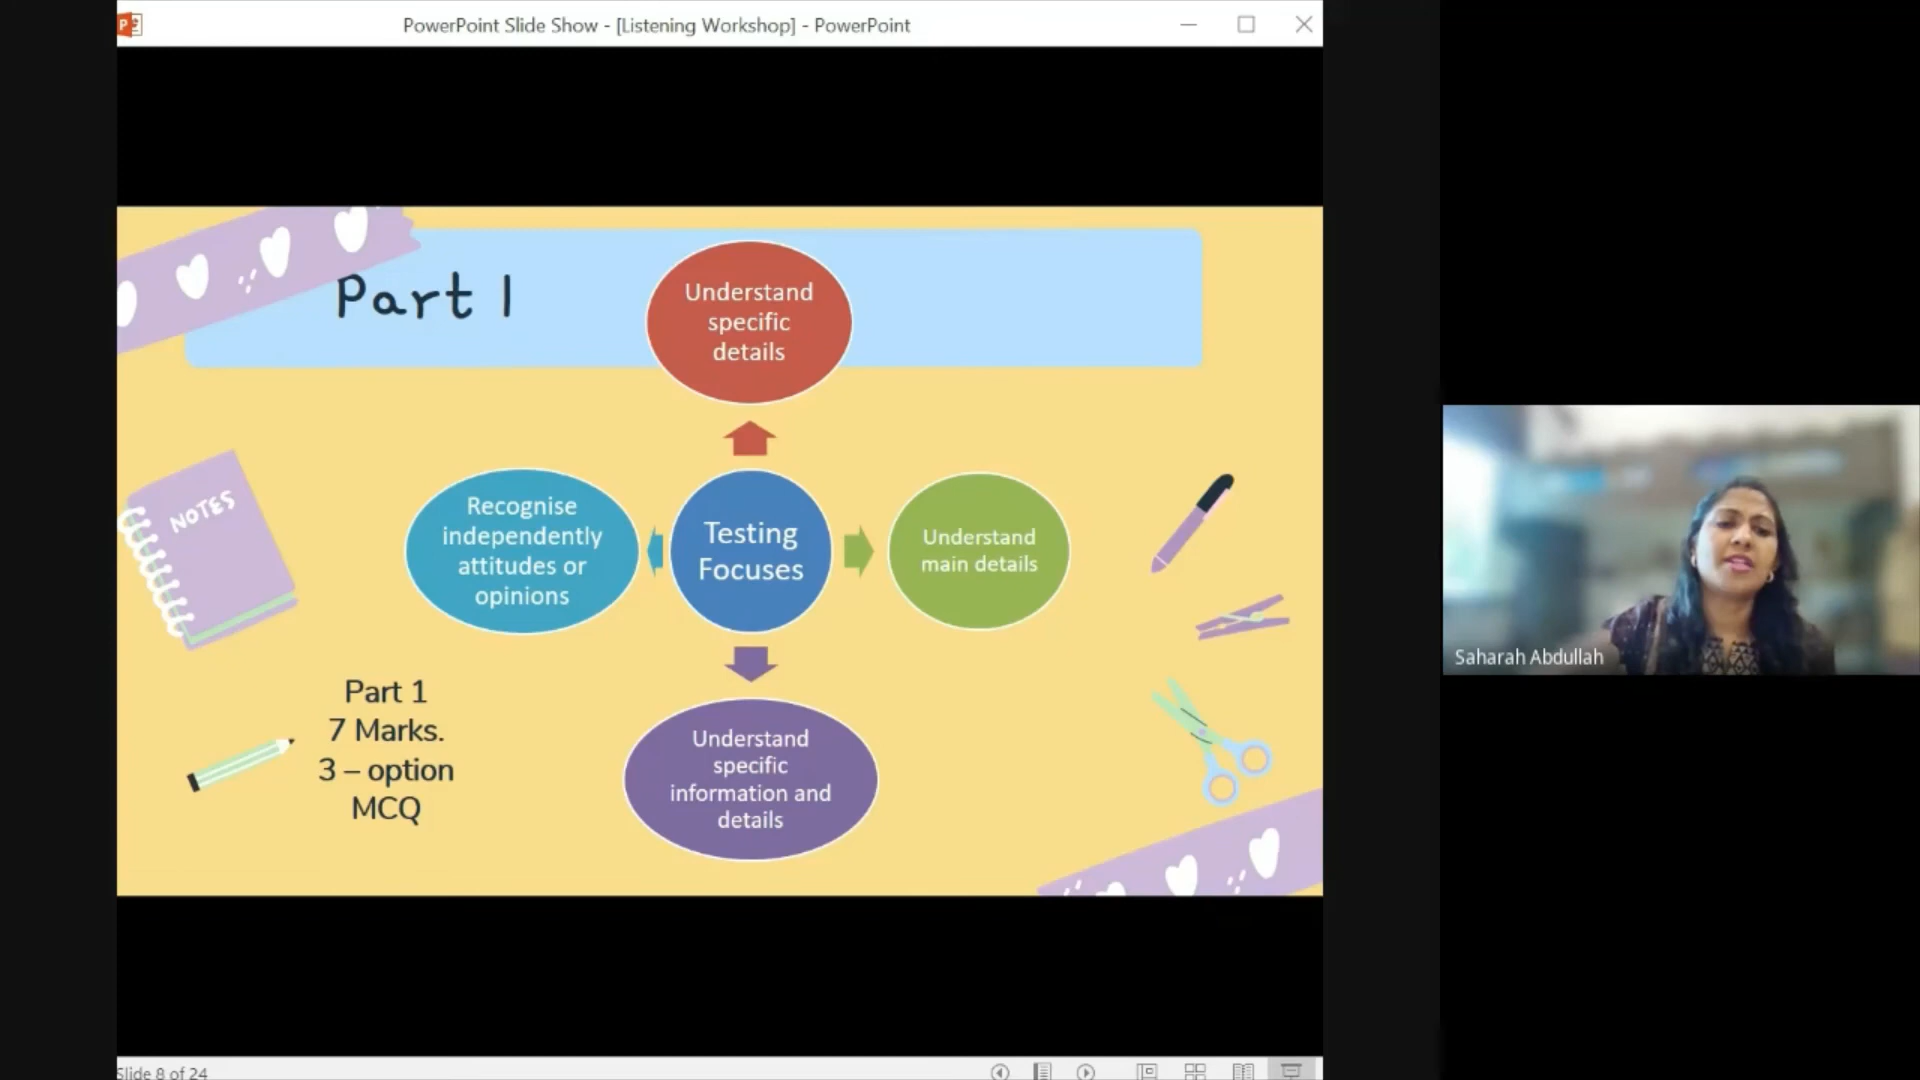 PowerPoint Slide Show - [Listening Workshop] - PowerPoint
Part 1
Understand
specific
details
Recognise
independently
attitudes or
opinions
Testing
Focuses
Understand
main details
Understand
specific
information and
details
NOTES
Part 1
7 Marks.
3 – option
MCQ
Saharah Abdullah
Slide 8 of 24